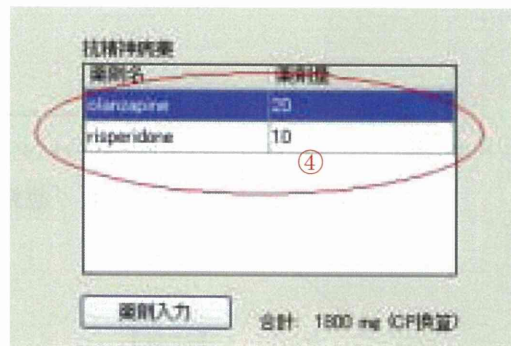 抗精神病薬
薬剤名 薬剤量
olanzapine 20
risperidone 10
④
薬剤入力 合計: 1800 mg (CP換算)